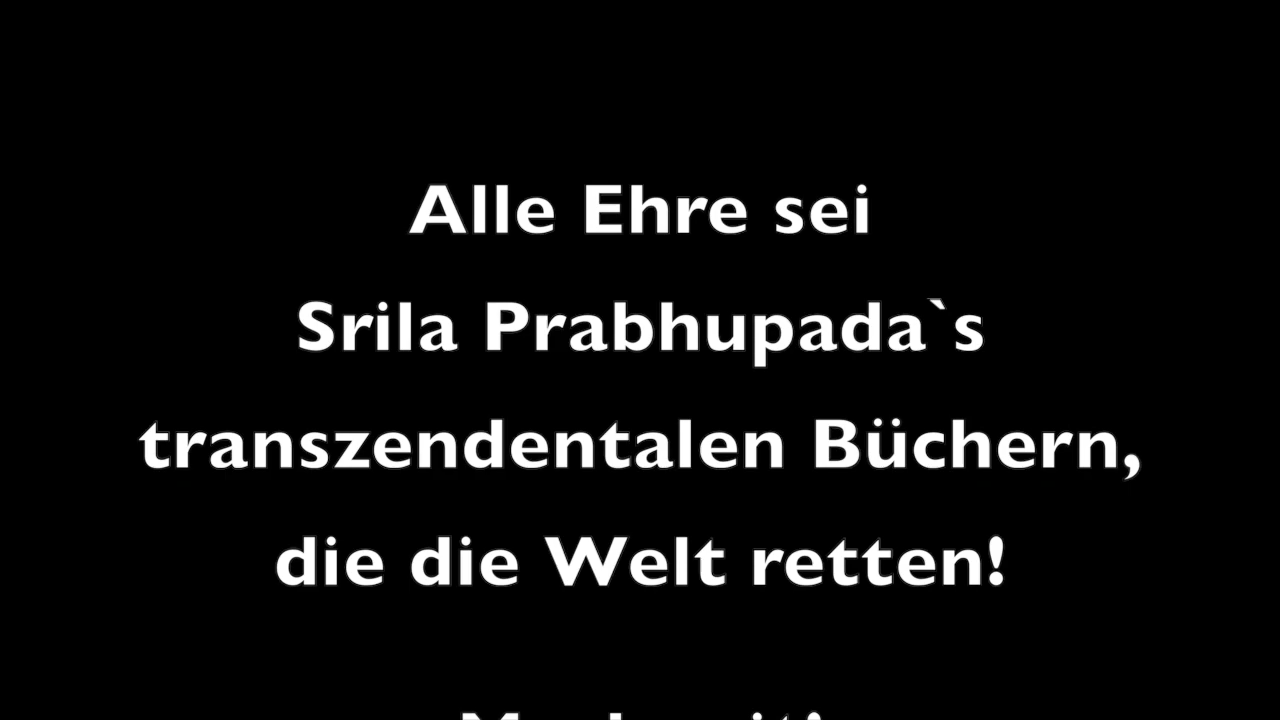 Alle Ehre sei
Srila Prabhupada`s
transzendentalen Büchern,
die die Welt retten!